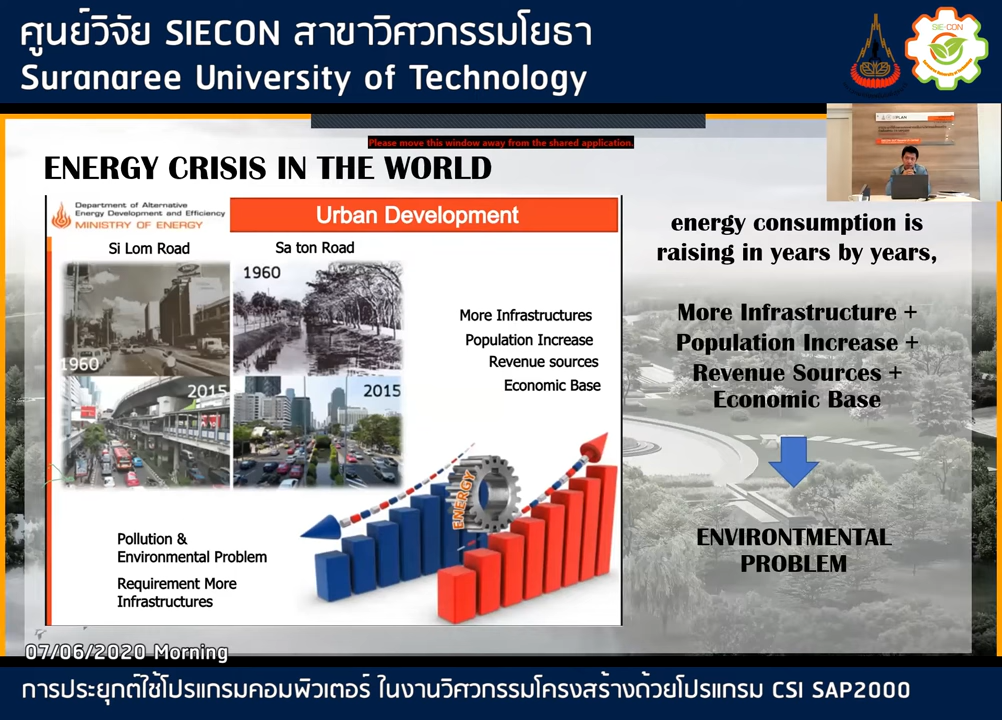 ศูนย์วิจัย SIECON สาขาวิศวกรรมโยธา
Suranaree University of Technology
SIE-CON
Please move this window away from the shared application.
ENERGY CRISIS IN THE WORLD
Department of Alternative
Energy Development and Efficiency
MINISTRY OF ENERGY
Urban Development
Si Lom Road
Sa ton Road
1960
1960
2015
2015
More Infrastructures
Population Increase
Revenue sources
Economic Base
ENERGY
Pollution &
Environmental Problem
Requirement More
Infrastructures
energy consumption is
raising in years by years,
More Infrastructure +
Population Increase +
Revenue Sources +
Economic Base
ENVIRONTMENTAL
PROBLEM
07/06/2020 Morning
การประยุกต์ใช้โปรแกรมคอมพิวเตอร์ ในงานวิศวกรรมโครงสร้างด้วยโปรแกรม CSI SAP2000